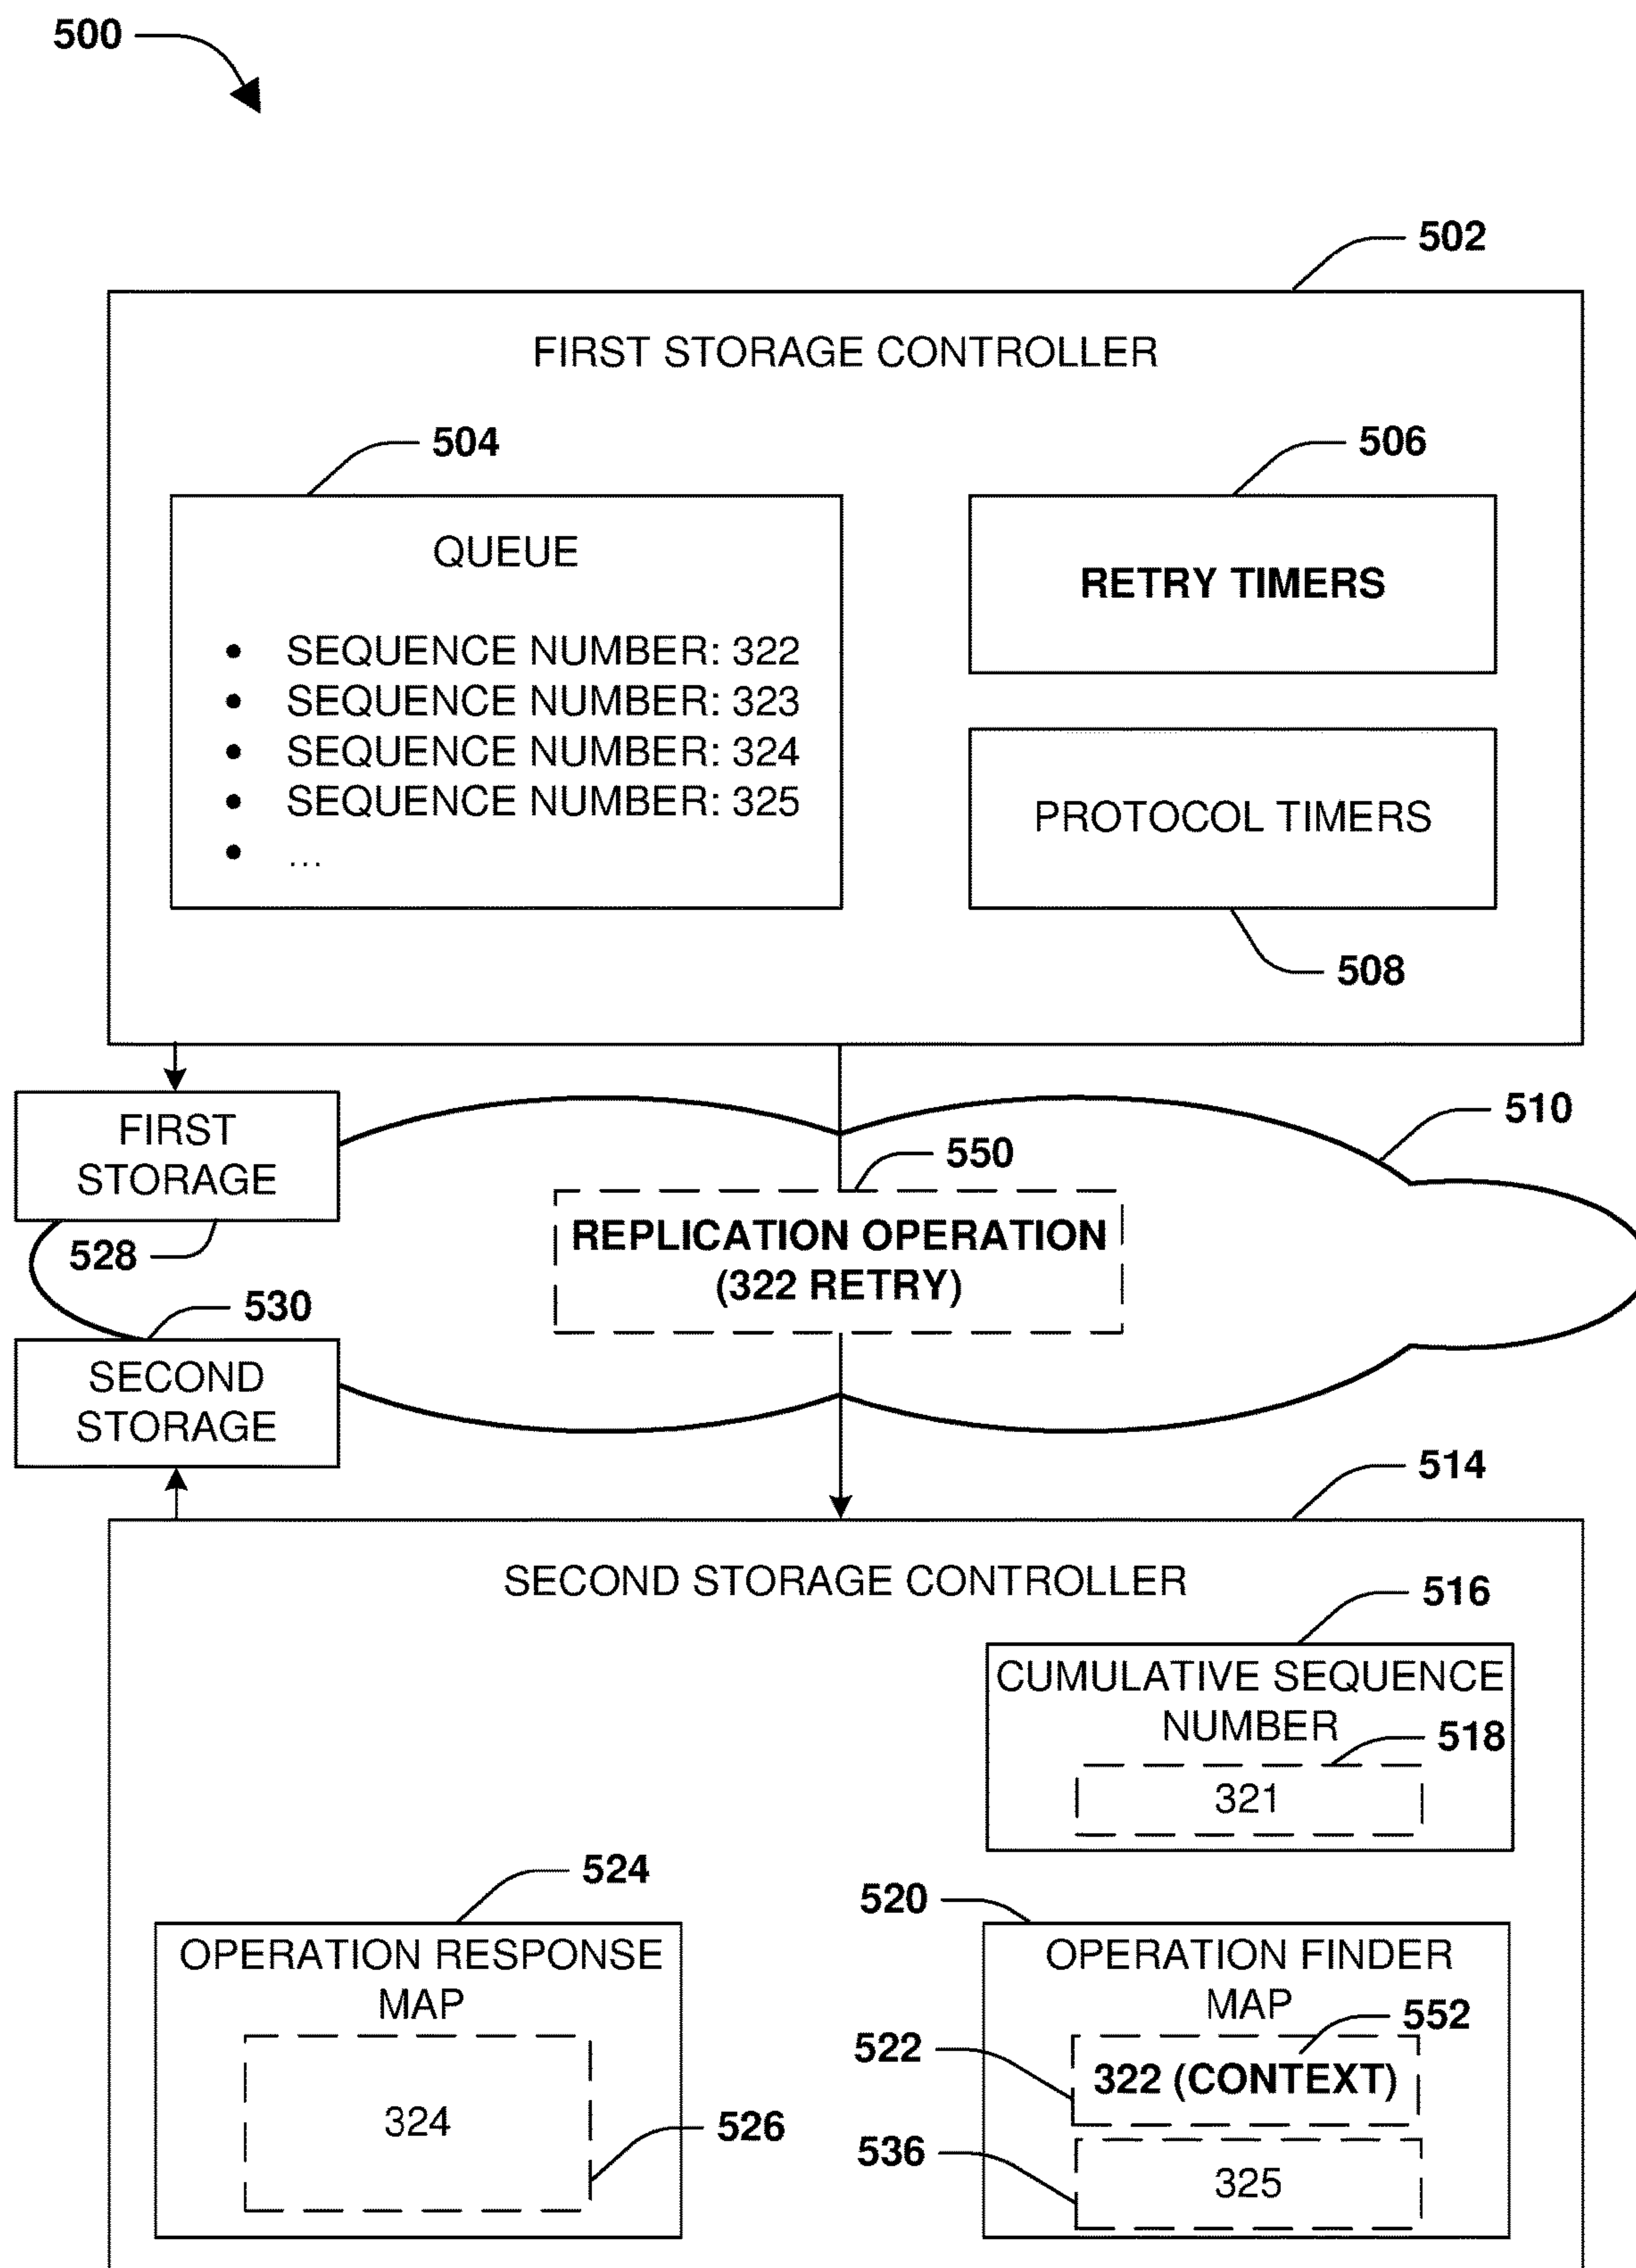 500
502
FIRST STORAGE CONTROLLER
504
506
QUEUE
RETRY TIMERS
• SEQUENCE NUMBER: 322
• SEQUENCE NUMBER: 323
• SEQUENCE NUMBER: 324
• SEQUENCE NUMBER: 325
• ...
PROTOCOL TIMERS
508
FIRST
STORAGE
528
510
550
REPLICATION OPERATION
(322 RETRY)
530
SECOND
STORAGE
514
SECOND STORAGE CONTROLLER
516
CUMULATIVE SEQUENCE
NUMBER
518
321
524
OPERATION RESPONSE
MAP
324
526
520
OPERATION FINDER
MAP
552
522
322 (CONTEXT)
536
325